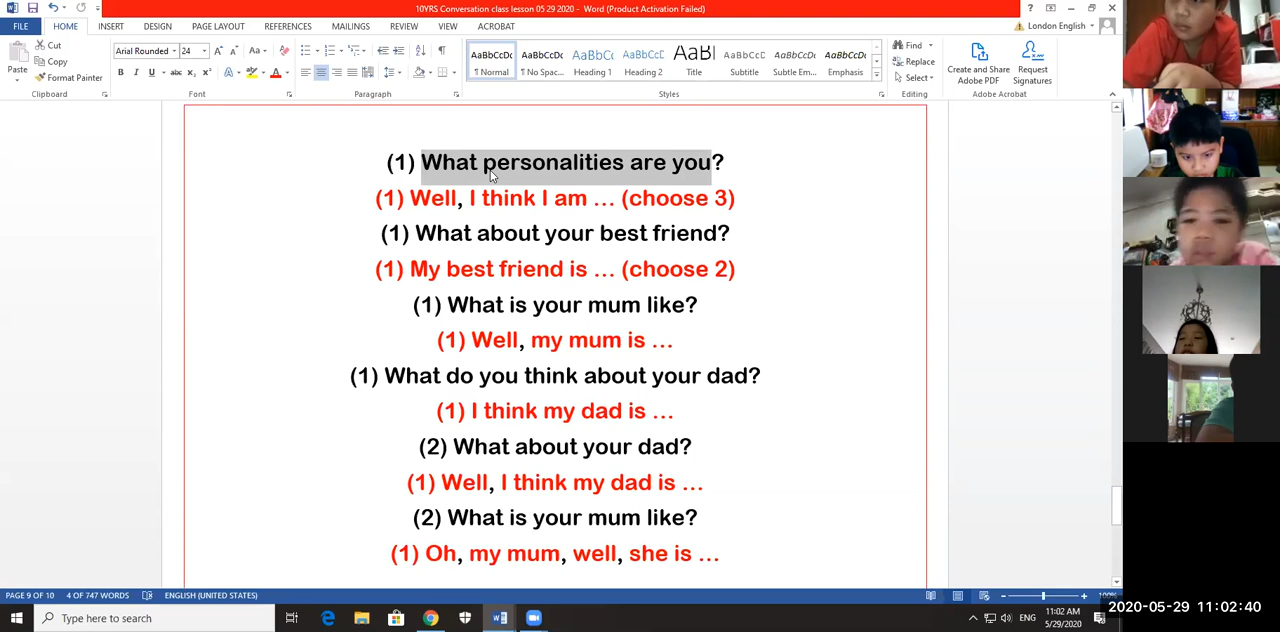 10YRS Conversation class lesson 05 29 2020 - Word (Product Activation Failed)
FILE HOME INSERT DESIGN PAGE LAYOUT REFERENCES MAILINGS REVIEW VIEW ACROBAT London English
Paste Cut Copy Format Painter
Arial Rounded 24
AaBbCcDc AaBbCcDc AaBbCc AaBbCcD AaBl AaBbCcC AaBbCcDc AaBbCcDc
¶ Normal ¶ No Spac... Heading 1 Heading 2 Title Subtitle Subtle Em... Emphasis
Find Replace Select
Create and Share Adobe PDF Request Signatures
Clipboard Font Paragraph Styles Editing Adobe Acrobat
(1) What personalities are you?
(1) Well, I think I am … (choose 3)
(1) What about your best friend?
(1) My best friend is … (choose 2)
(1) What is your mum like?
(1) Well, my mum is …
(1) What do you think about your dad?
(1) I think my dad is …
(2) What about your dad?
(1) Well, I think my dad is …
(2) What is your mum like?
(1) Oh, my mum, well, she is …
PAGE 9 OF 10 4 OF 747 WORDS ENGLISH (UNITED STATES) 100%
Type here to search
ENG 11:02 AM
5/29/2020
2020-05-29 11:02:40